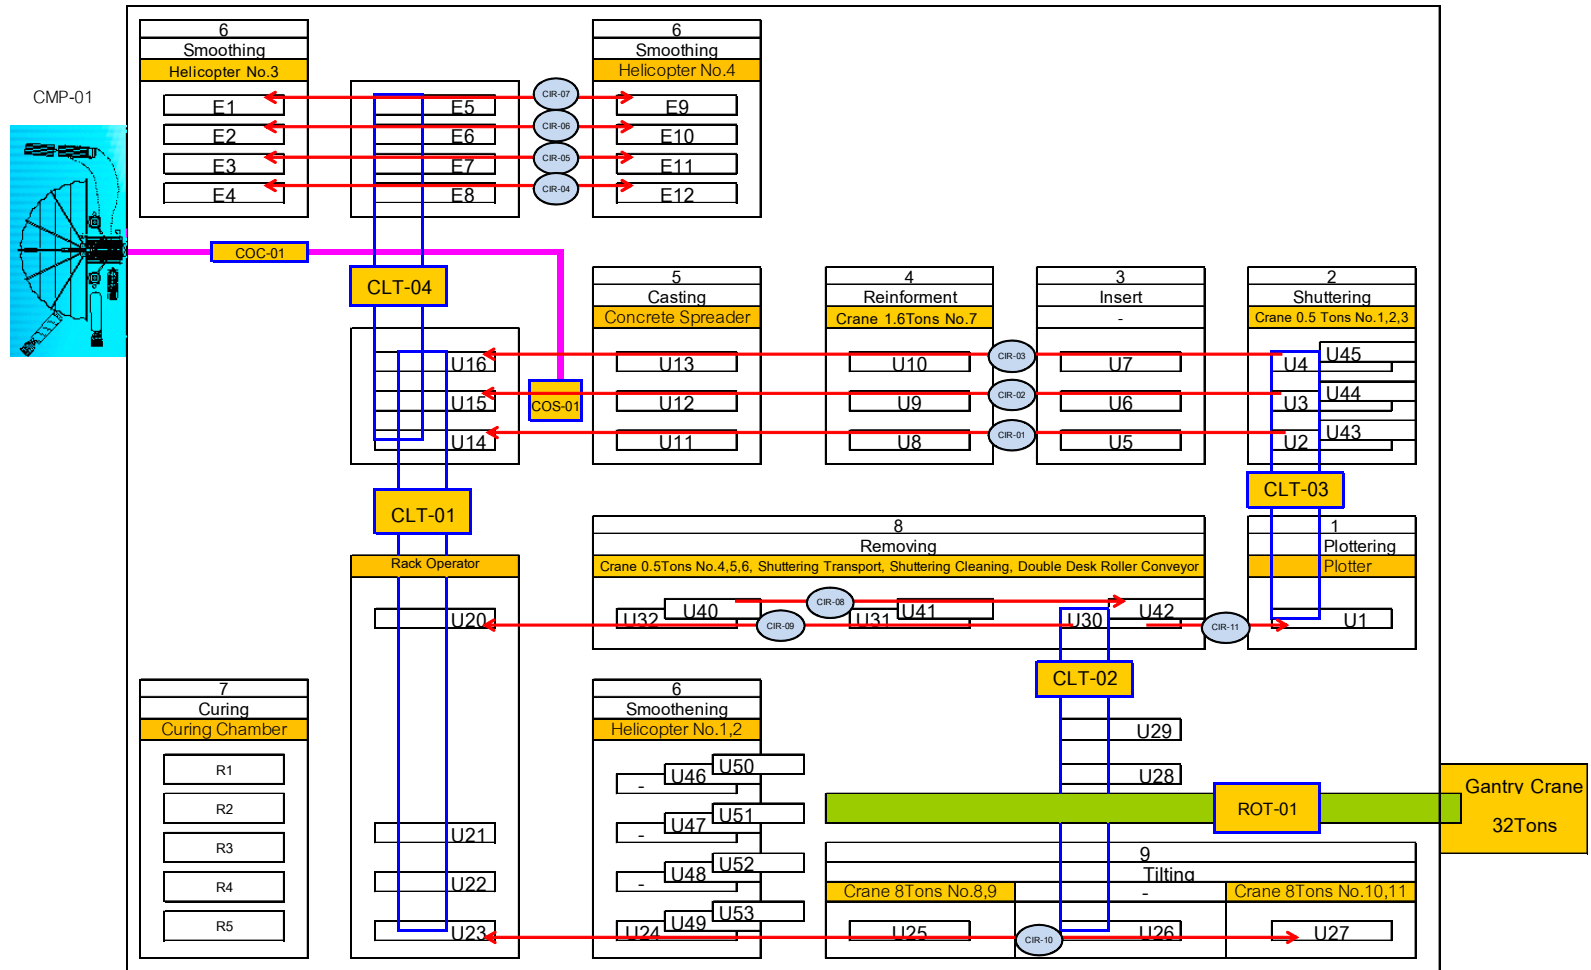 6
Smoothing
Helicopter No.3
6
Smoothing
Helicopter No.4
CMP-01
E1
E5
CIR-07
E9
E2
E6
CIR-06
E10
E3
E7
CIR-05
E11
E4
E8
CIR-04
E12
COC-01
CLT-04
5
Casting
Concrete Spreader
4
Reinforment
Crane 1.6Tons No.7
3
Insert
-
2
Shuttering
Crane 0.5 Tons No.1,2,3
U16
U13
U10
CIR-03
U7
U4
U45
U15
COS-01
U12
U9
CIR-02
U6
U3
U44
U14
U11
U8
CIR-01
U5
U2
U43
CLT-03
CLT-01
8
Removing
Crane 0.5Tons No.4,5,6, Shuttering Transport, Shuttering Cleaning, Double Desk Roller Conveyor
1
Plottering
Plotter
Rack Operator
U40
CIR-08
U41
U42
U20
U32
CIR-09
U31
U30
CIR-11
U1
CLT-02
7
Curing
Curing Chamber
6
Smoothening
Helicopter No.1,2
U29
U28
R1
R2
R3
R4
R5
U50
U46
-
U51
U47
-
U52
U48
-
U53
U49
U24
U21
U22
U23
ROT-01
Gantry Crane
32Tons
9
Tilting
Crane 8Tons No.8,9
-
Crane 8Tons No.10,11
U25
CIR-10
U26
U27